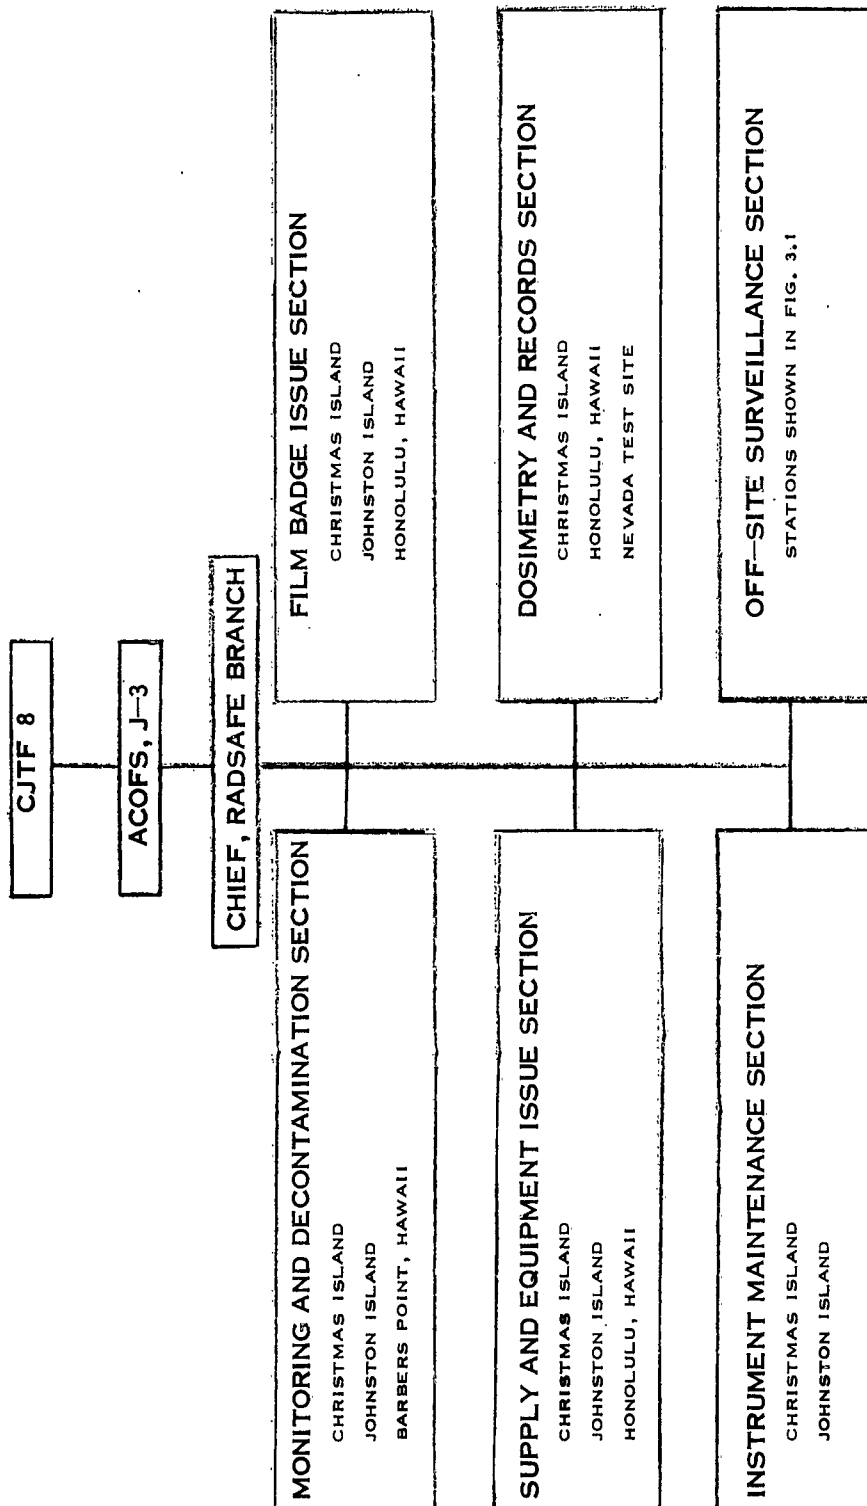 CJTF 8
ACOFS, J-3
CHIEF, RADSAFE BRANCH
MONITORING AND DECONTAMINATION SECTION
CHRISTMAS ISLAND
JOHNSTON ISLAND
BARBERS POINT, HAWAII
FILM BADGE ISSUE SECTION
CHRISTMAS ISLAND
JOHNSTON ISLAND
HONOLULU, HAWAII
SUPPLY AND EQUIPMENT ISSUE SECTION
CHRISTMAS ISLAND
JOHNSTON ISLAND
HONOLULU, HAWAII
DOSIMETRY AND RECORDS SECTION
CHRISTMAS ISLAND
HONOLULU, HAWAII
NEVADA TEST SITE
INSTRUMENT MAINTENANCE SECTION
CHRISTMAS ISLAND
JOHNSTON ISLAND
OFF-SITE SURVEILLANCE SECTION
STATIONS SHOWN IN FIG. 3.1